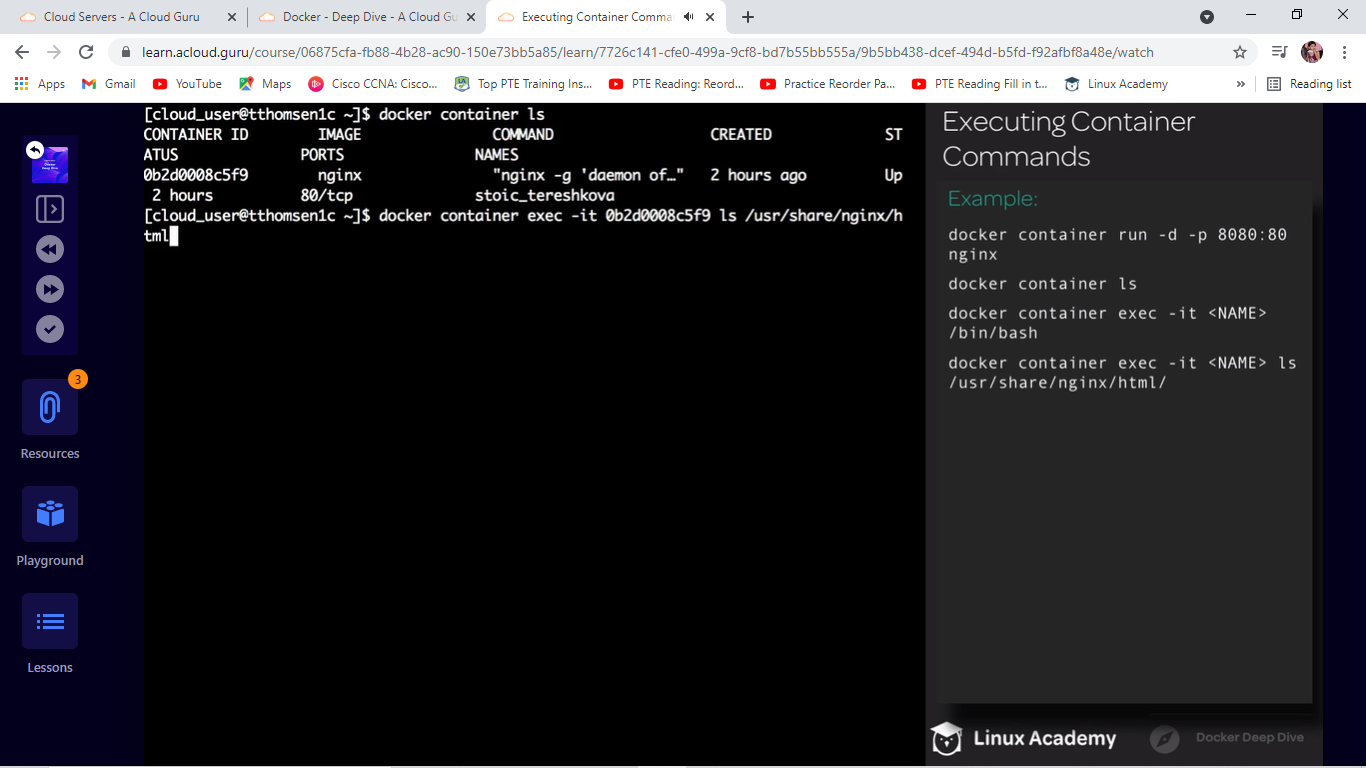 Cloud Servers - A Cloud Guru
Docker - Deep Dive - A Cloud Gu
Executing Container Comma
learn.acloud.guru/course/06875cfa-fb88-4b28-ac90-150e73bb5a85/learn/7726c141-cfe0-499a-9cf8-bd7b55bb555a/9b5bb438-dcef-494d-b5fd-f92afbf8a48e/watch
Apps
Gmail
YouTube
Maps
Cisco CCNA: Cisco...
Top PTE Training Ins...
PTE Reading: Reord...
Practice Reorder Pa...
PTE Reading Fill in t...
Linux Academy
»
Reading list
3
Resources
Playground
Lessons
[cloud_user@tthomsen1c ~]$ docker container ls
CONTAINER ID IMAGE COMMAND CREATED ST
ATUS PORTS NAMES
0b2d0008c5f9 nginx "nginx -g 'daemon of…" 2 hours ago Up
2 hours 80/tcp stoic_tereshkova
[cloud_user@tthomsen1c ~]$ docker container exec -it 0b2d0008c5f9 ls /usr/share/nginx/h
tml
Executing Container
Commands
Example:
docker container run -d -p 8080:80
nginx
docker container ls
docker container exec -it <NAME>
/bin/bash
docker container exec -it <NAME> ls
/usr/share/nginx/html/
Linux Academy
Docker Deep Dive